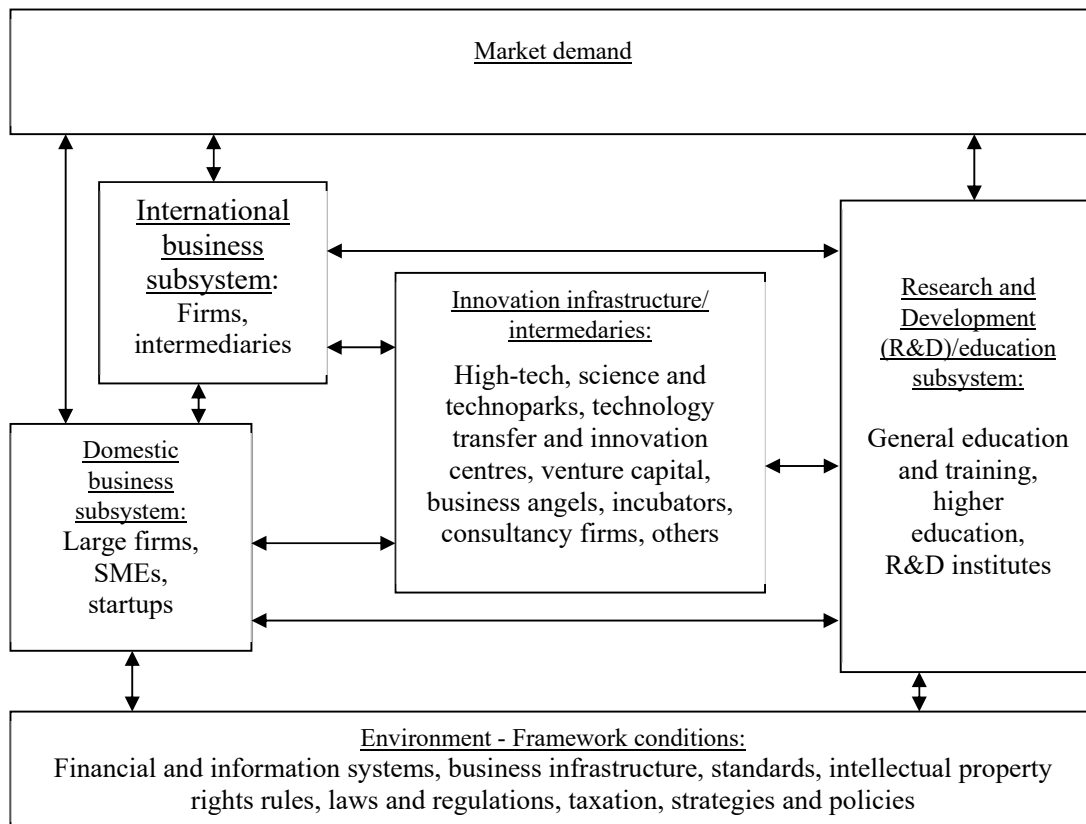 Market demand
International
business
subsystem:
Firms,
intermediaries
Innovation infrastructure/
intermedaries:
High-tech, science and
technoparks, technology
transfer and innovation
centres, venture capital,
business angels, incubators,
consultancy firms, others
Research and
Development
(R&D)/education
subsystem:
General education
and training,
higher
education,
R&D institutes
Domestic
business
subsystem:
Large firms,
SMEs,
startups
Environment - Framework conditions:
Financial and information systems, business infrastructure, standards, intellectual property
rights rules, laws and regulations, taxation, strategies and policies